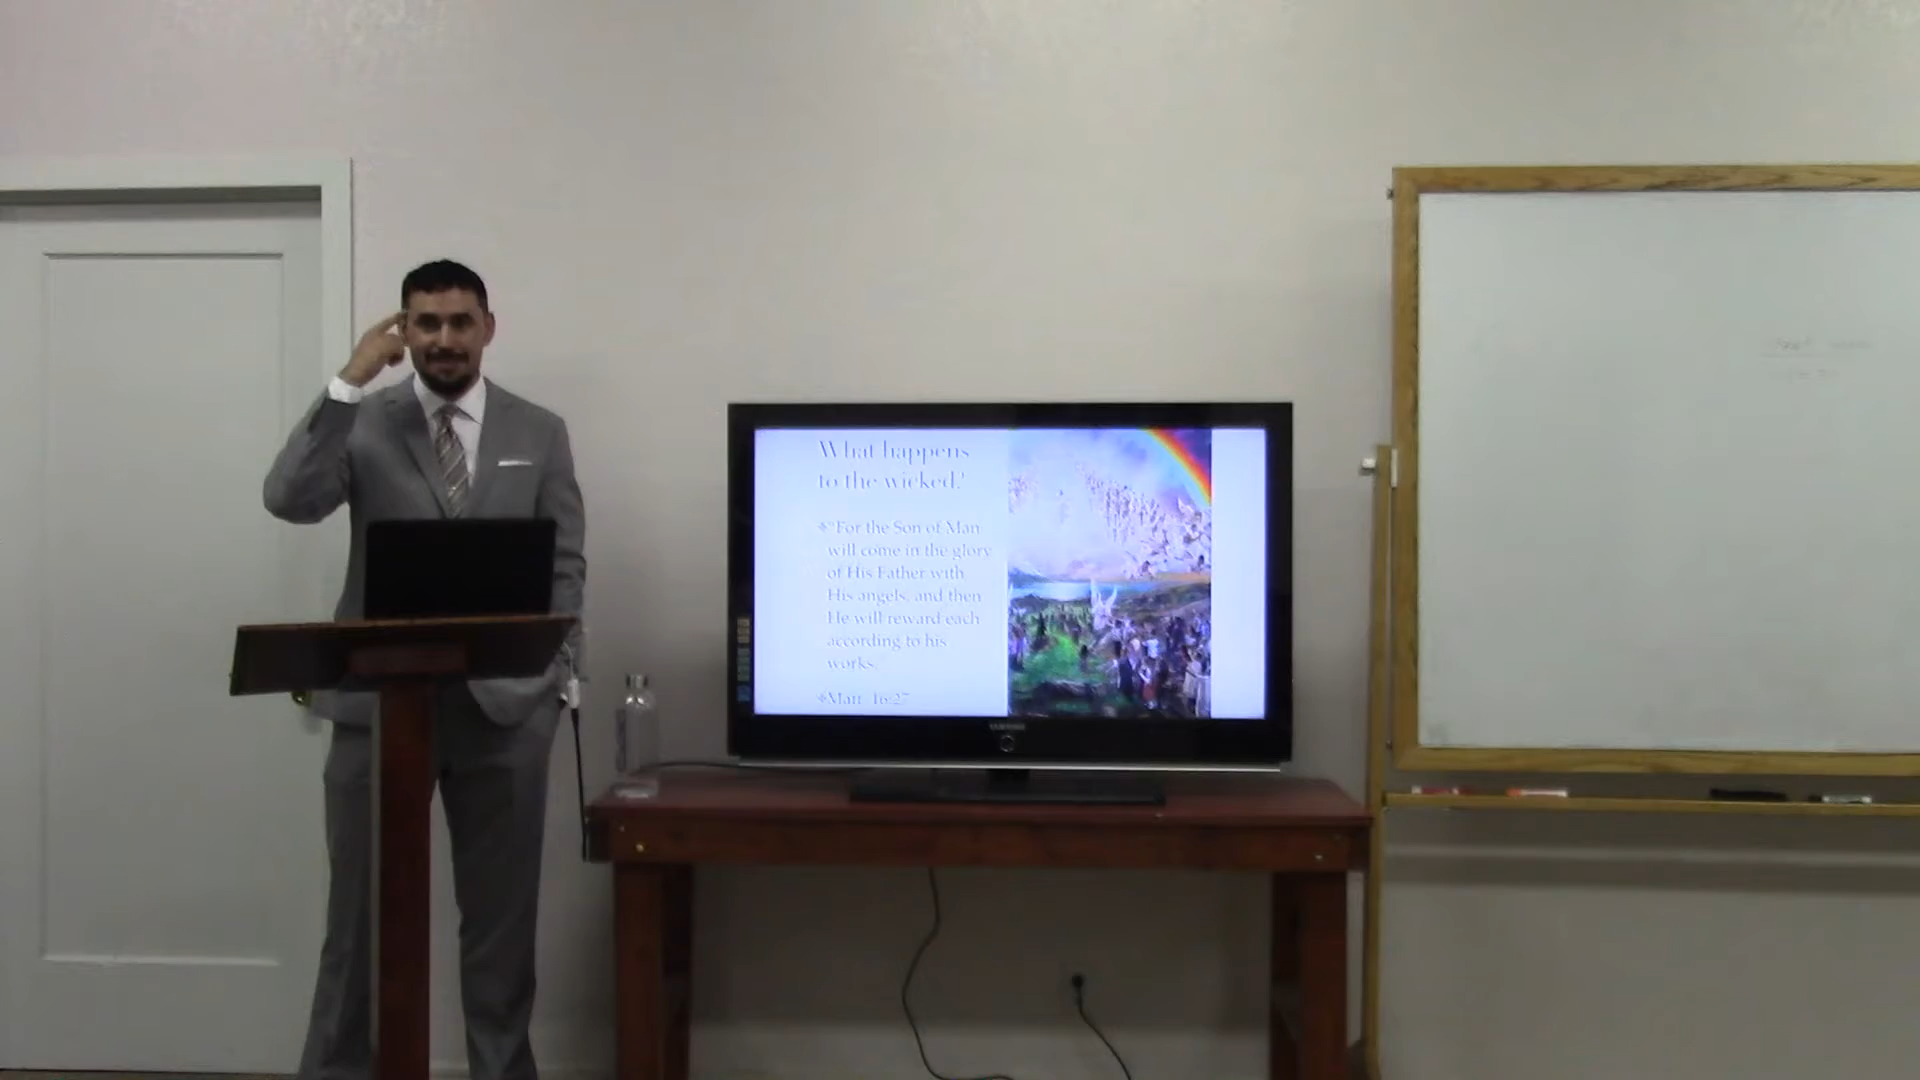 What happens
to the wicked?
"For the Son of Man
will come in the glory
of His Father with
His angels, and then
He will reward each
according to his
works.
Matt 16:27
SAMSUNG